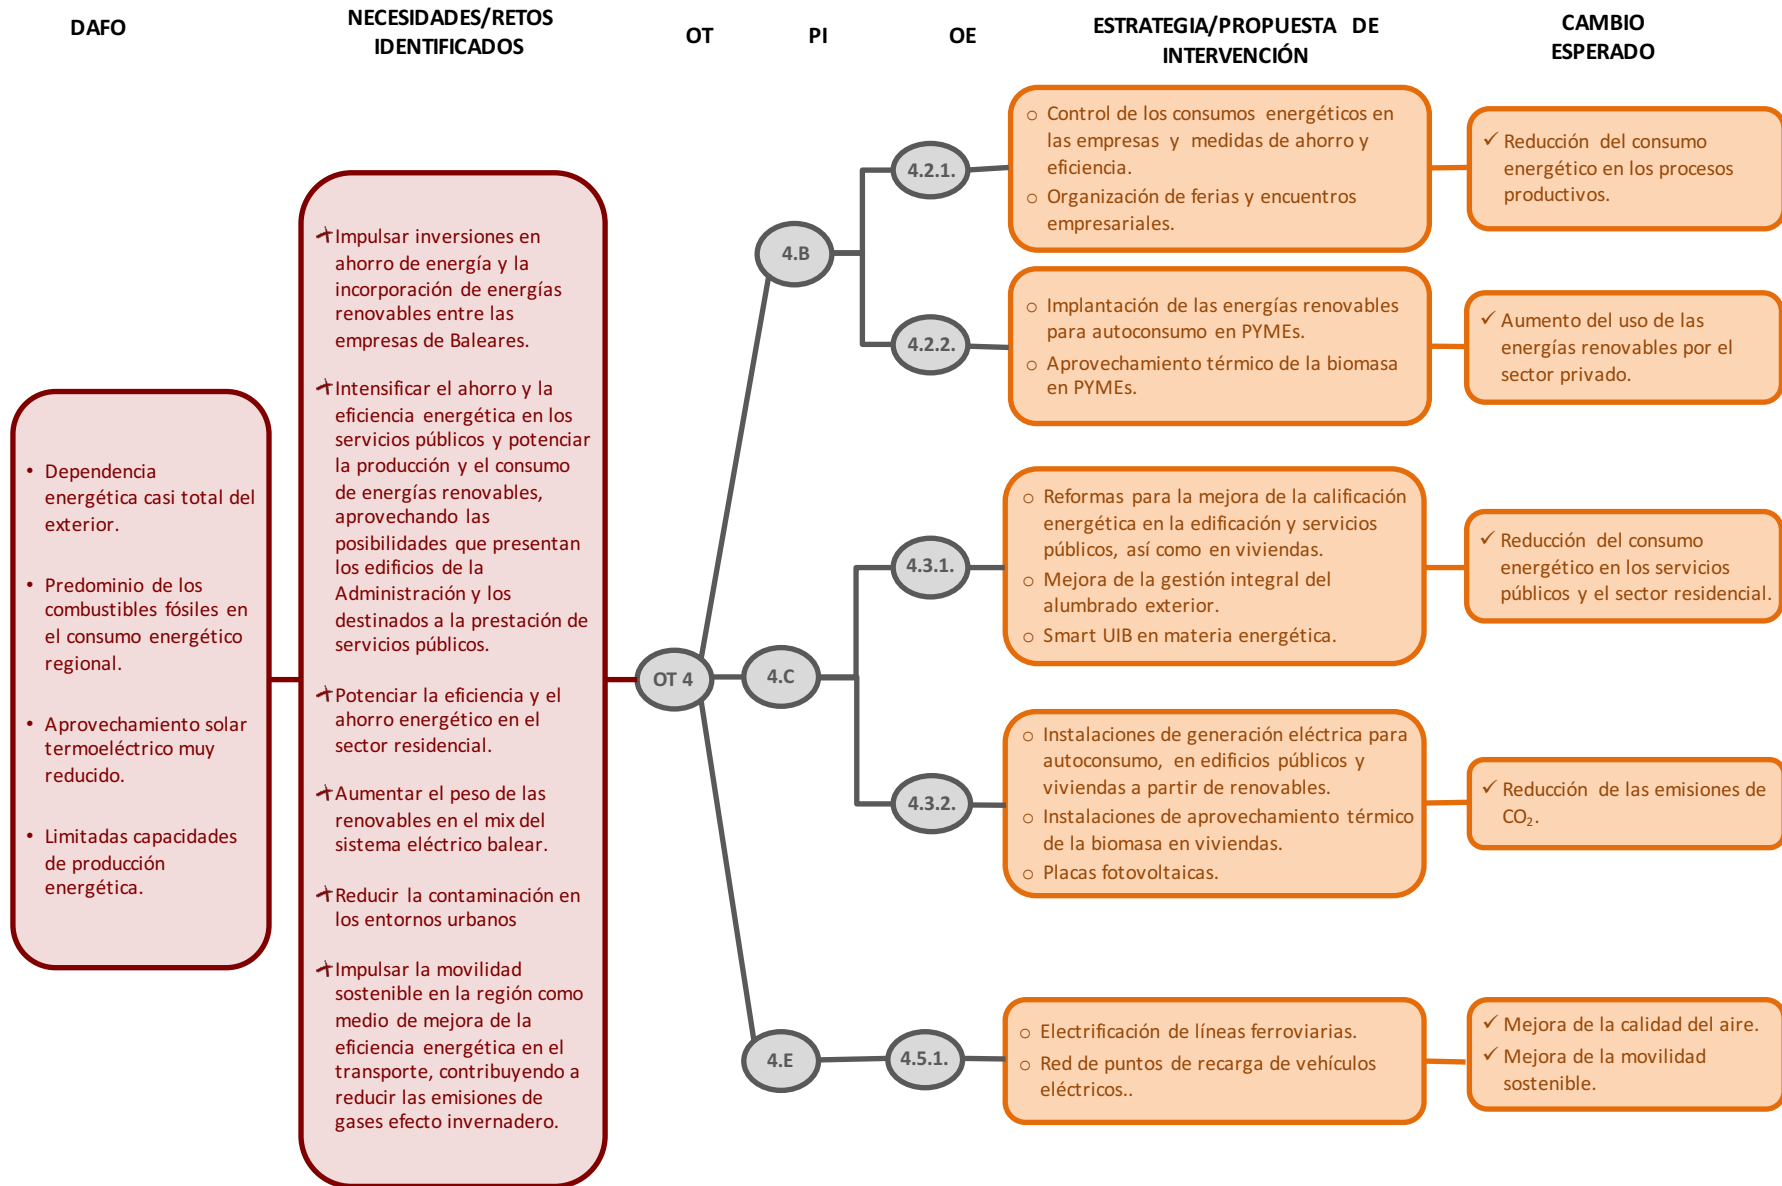 DAFO
NECESIDADES/RETOS
IDENTIFICADOS
OT
PI
OE
ESTRATEGIA/PROPUESTA DE
INTERVENCIÓN
CAMBIO
ESPERADO
• Dependencia
energética casi total del
exterior.
• Predominio de los
combustibles fósiles en
el consumo energético
regional.
• Aprovechamiento solar
termoeléctrico muy
reducido.
• Limitadas capacidades
de producción
energética.
Impulsar inversiones en
ahorro de energía y la
incorporación de energías
renovables entre las
empresas de Baleares.
Intensificar el ahorro y la
eficiencia energética en los
servicios públicos y potenciar
la producción y el consumo
de energías renovables,
aprovechando las
posibilidades que presentan
los edificios de la
Administración y los
destinados a la prestación de
servicios públicos.
Potenciar la eficiencia y el
ahorro energético en el
sector residencial.
Aumentar el peso de las
renovables en el mix del
sistema eléctrico balear.
Reducir la contaminación en
los entornos urbanos
Impulsar la movilidad
sostenible en la región como
medio de mejora de la
eficiencia energética en el
transporte, contribuyendo a
reducir las emisiones de
gases efecto invernadero.
OT 4
4.B
4.2.1.
o Control de los consumos energéticos en
las empresas y medidas de ahorro y
eficiencia.
o Organización de ferias y encuentros
empresariales.
✓ Reducción del consumo
energético en los procesos
productivos.
4.2.2.
o Implantación de las energías renovables
para autoconsumo en PYMEs.
o Aprovechamiento térmico de la biomasa
en PYMEs.
✓ Aumento del uso de las
energías renovables por el
sector privado.
4.C
4.3.1.
o Reformas para la mejora de la calificación
energética en la edificación y servicios
públicos, así como en viviendas.
o Mejora de la gestión integral del
alumbrado exterior.
o Smart UIB en materia energética.
✓ Reducción del consumo
energético en los servicios
públicos y el sector residencial.
4.3.2.
o Instalaciones de generación eléctrica para
autoconsumo, en edificios públicos y
viviendas a partir de renovables.
o Instalaciones de aprovechamiento térmico
de la biomasa en viviendas.
o Placas fotovoltaicas.
✓ Reducción de las emisiones de
CO₂.
4.E
4.5.1.
o Electrificación de líneas ferroviarias.
o Red de puntos de recarga de vehículos
eléctricos..
✓ Mejora de la calidad del aire.
✓ Mejora de la movilidad
sostenible.